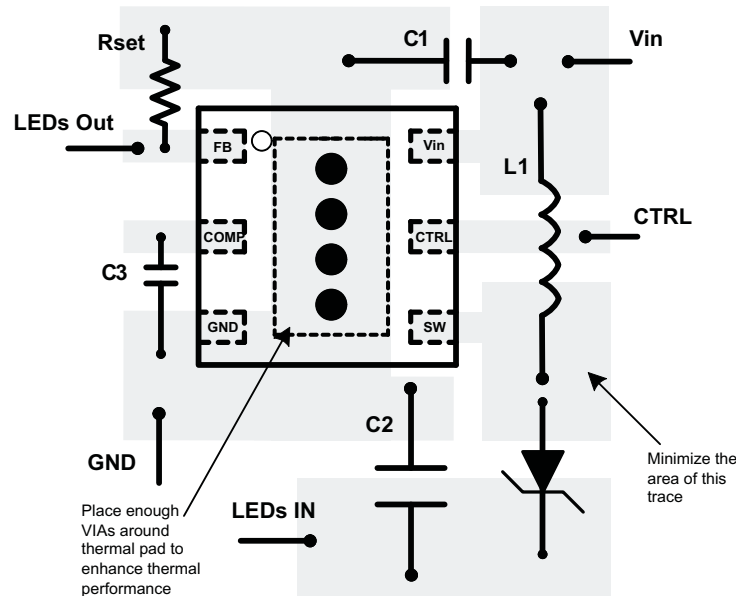 C1
Rset
Vin
LEDs Out
FB
Vin
L1
COMP
CTRL
CTRL
C3
GND
SW
C2
GND
Minimize the
area of this
trace
Place enough
VIAs around
thermal pad to
enhance thermal
performance
LEDs IN